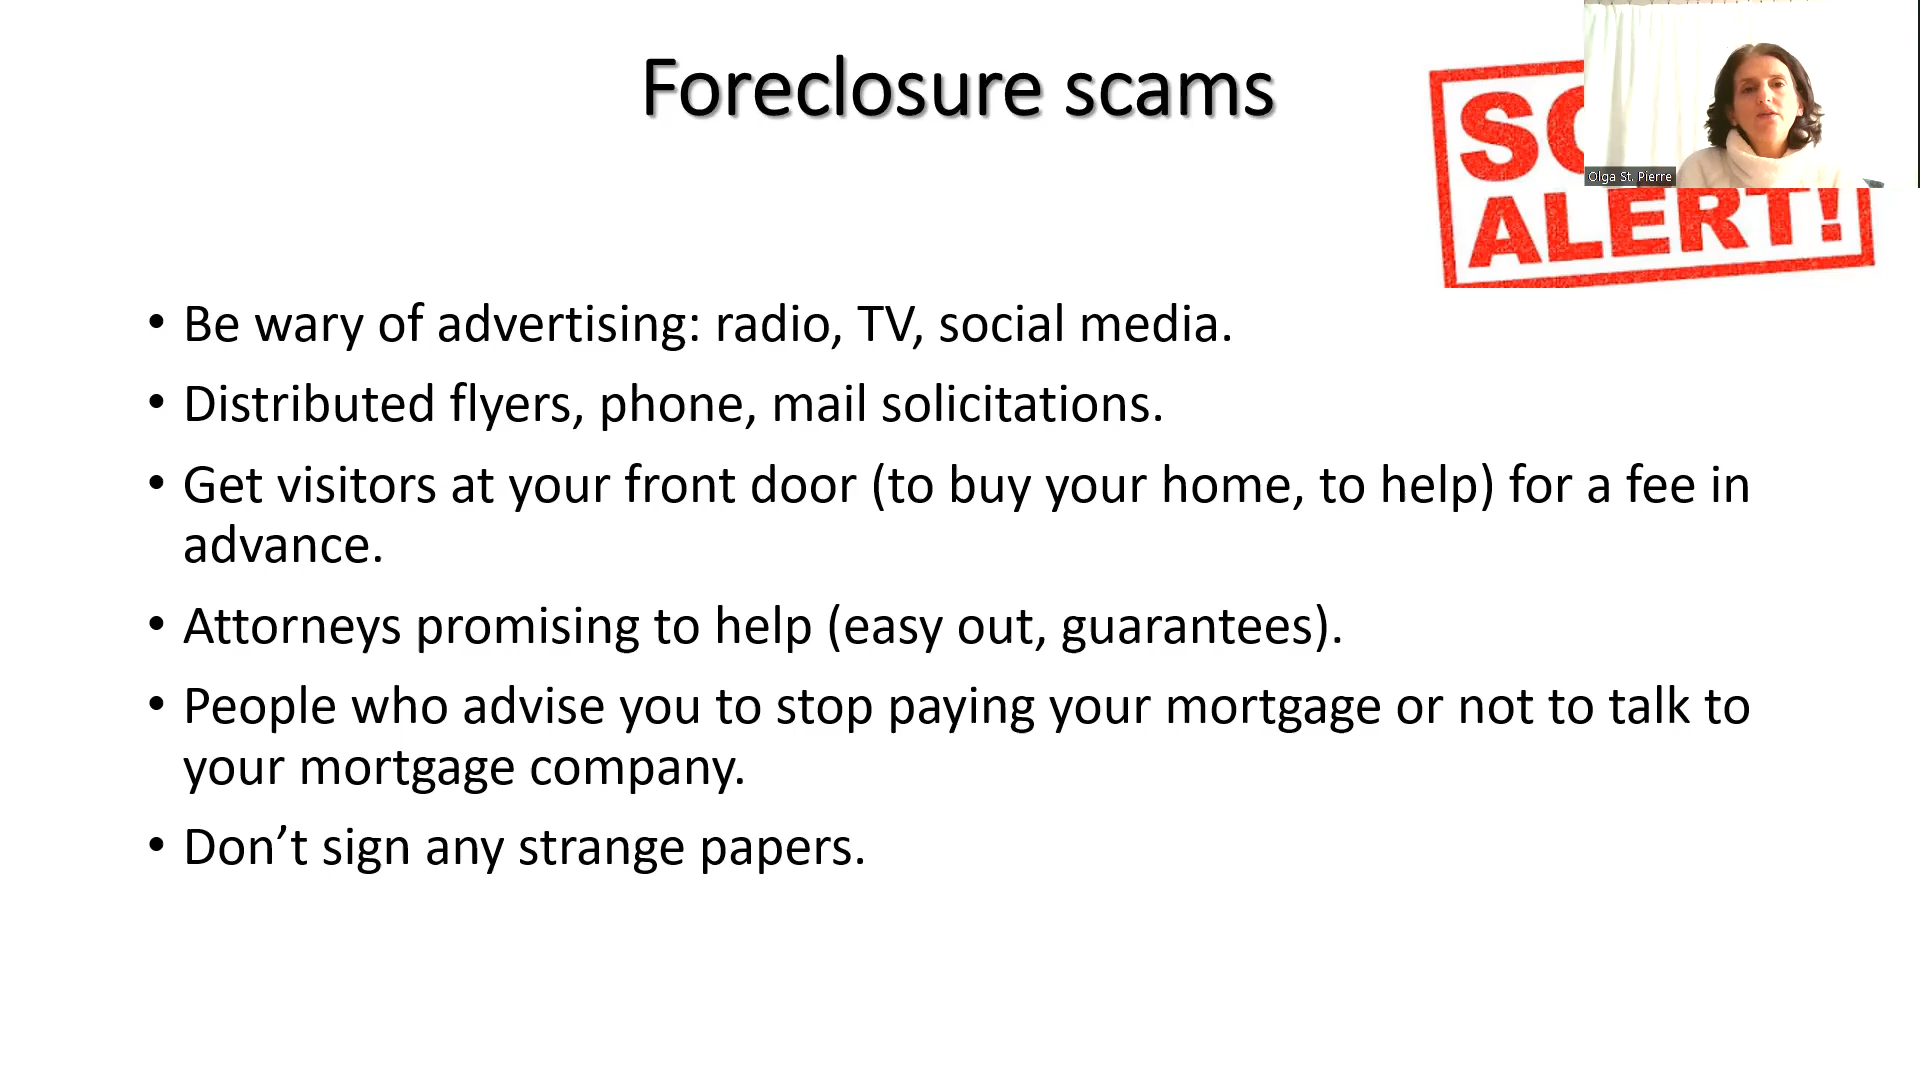 Foreclosure scams
ALERT!
Olga St. Pierre
• Be wary of advertising: radio, TV, social media.
• Distributed flyers, phone, mail solicitations.
• Get visitors at your front door (to buy your home, to help) for a fee in
advance.
• Attorneys promising to help (easy out, guarantees).
• People who advise you to stop paying your mortgage or not to talk to
your mortgage company.
• Don’t sign any strange papers.